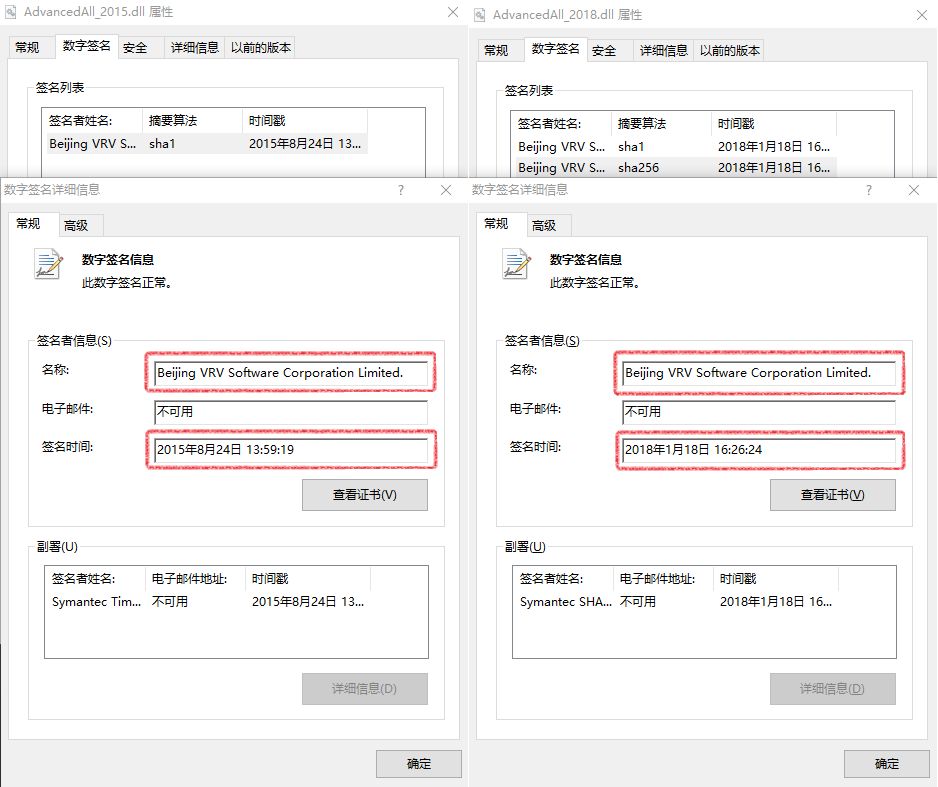 AdvancedAll_2015.dll 属性
常规 数字签名 安全 详细信息 以前的版本
签名列表
签名者姓名: 摘要算法 时间戳
Beijing VRV S... sha1 2015年8月24日 13...
数字签名详细信息 ?
常规 高级
数字签名信息
此数字签名正常。
签名者信息(S)
名称: Beijing VRV Software Corporation Limited.
电子邮件: 不可用
签名时间: 2015年8月24日 13:59:19
查看证书(V)
副署(U)
签名者姓名: 电子邮件地址: 时间戳
Symantec Tim... 不可用 2015年8月24日 13...
详细信息(D)
确定
AdvancedAll_2018.dll 属性
常规 数字签名 安全 详细信息 以前的版本
签名列表
签名者姓名: 摘要算法 时间戳
Beijing VRV S... sha1 2018年1月18日 16...
Beijing VRV S... sha256 2018年1月18日 16...
数字签名详细信息 ?
常规 高级
数字签名信息
此数字签名正常。
签名者信息(S)
名称: Beijing VRV Software Corporation Limited.
电子邮件: 不可用
签名时间: 2018年1月18日 16:26:24
查看证书(V)
副署(U)
签名者姓名: 电子邮件地址: 时间戳
Symantec SHA... 不可用 2018年1月18日 16...
详细信息(D)
确定